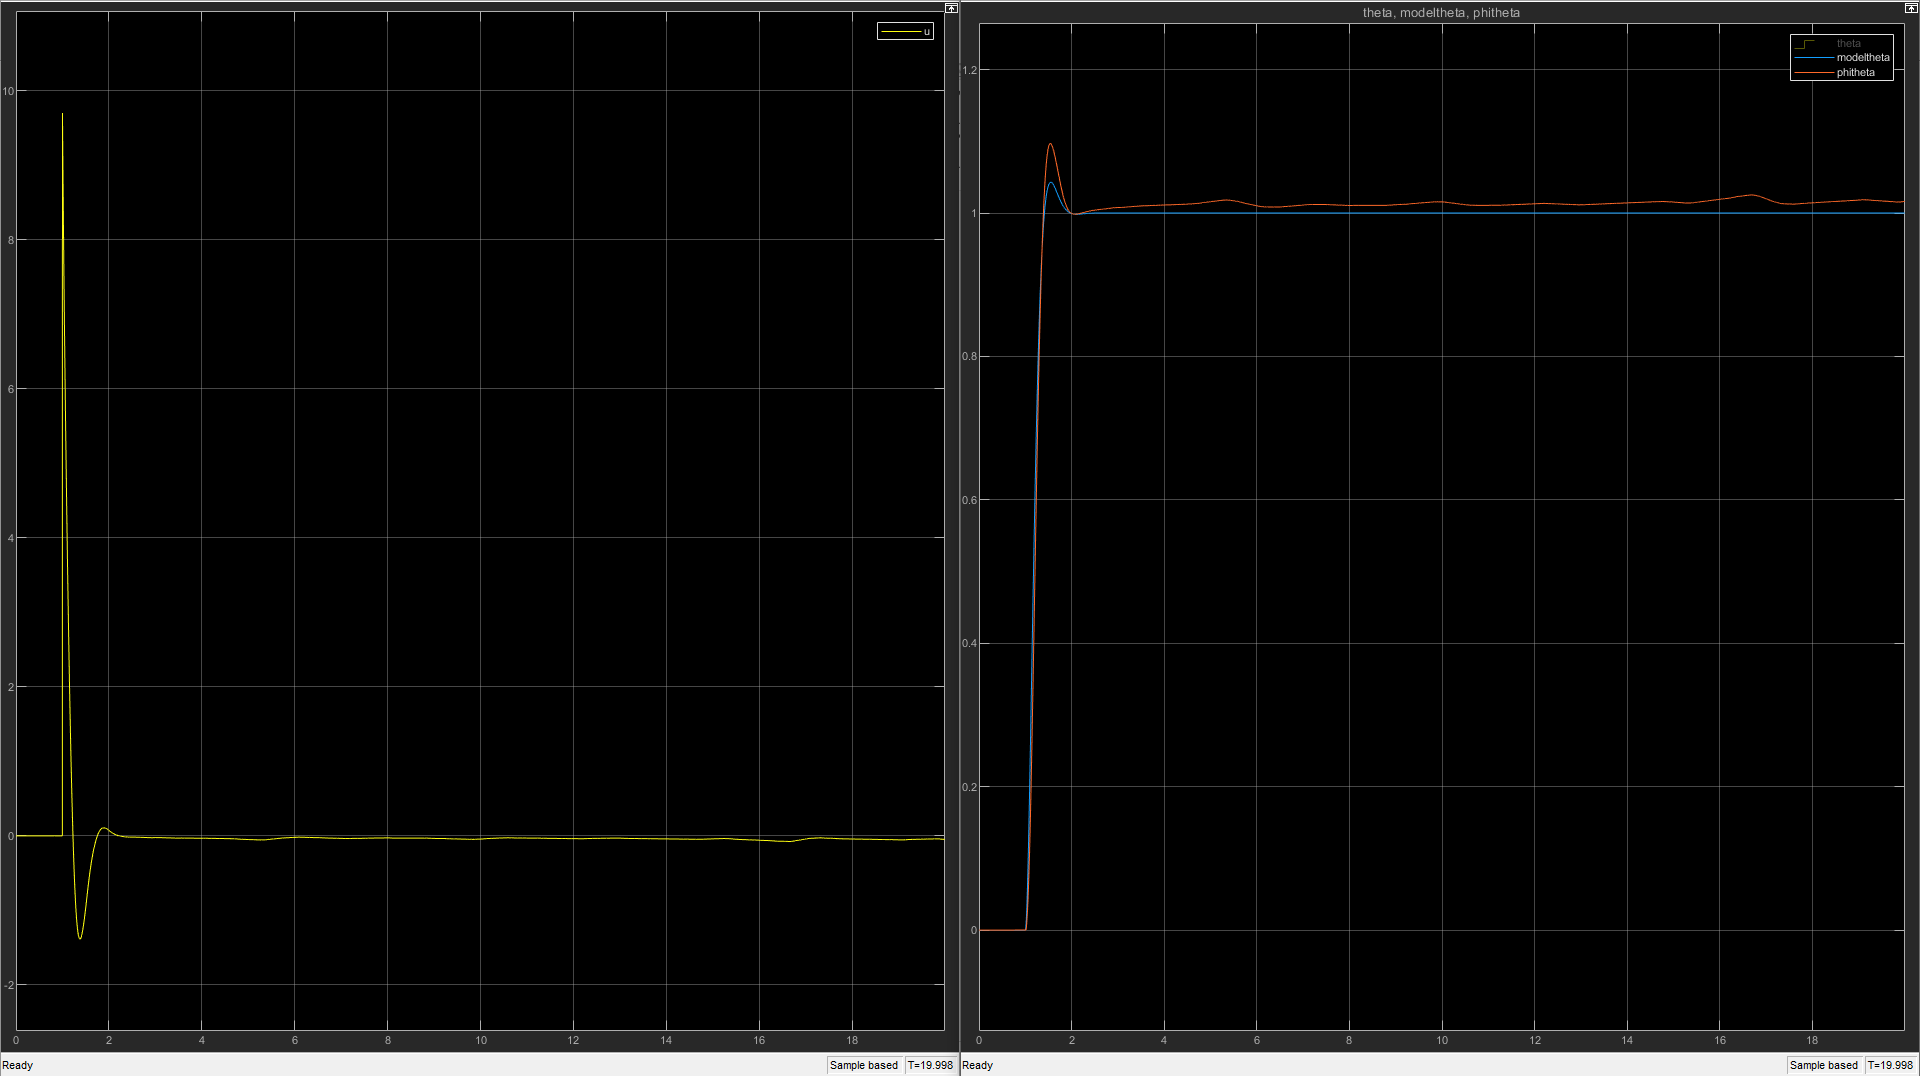 u
10
8
6
4
2
0
-2
0 2 4 6 8 10 12 14 16 18
Ready
Sample based T=19.998
theta, modeltheta, phitheta
theta
modeltheta
phitheta
1.2
1
0.8
0.6
0.4
0.2
0
0 2 4 6 8 10 12 14 16 18
Ready
Sample based T=19.998